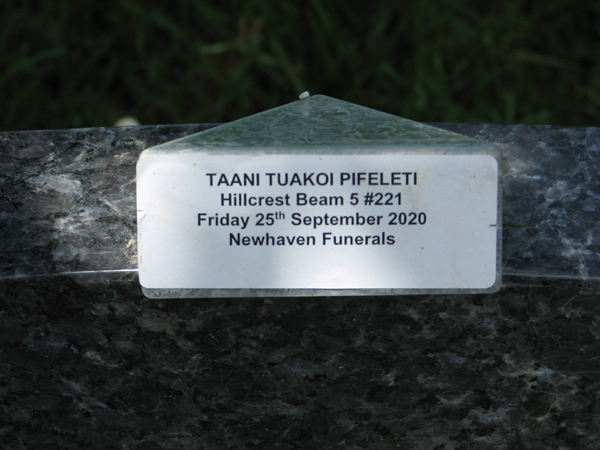 TAANI TUAKOI PIFELETI
Hillcrest Beam 5 #221
Friday 25th September 2020
Newhaven Funerals